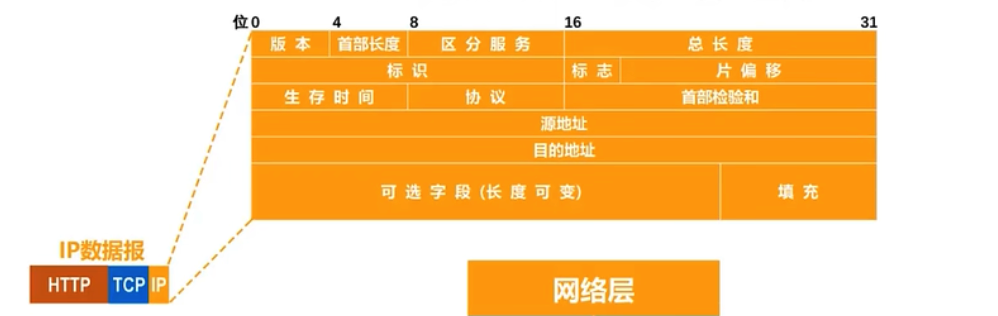 位 0 4 8 16 31
版本 首部长度 区分服务 总长度
标识 标志 片偏移
生存时间 协议 首部检验和
源地址
目的地址
可选字段(长度可变) 填充
IP数据报
HTTP TCP IP
网络层